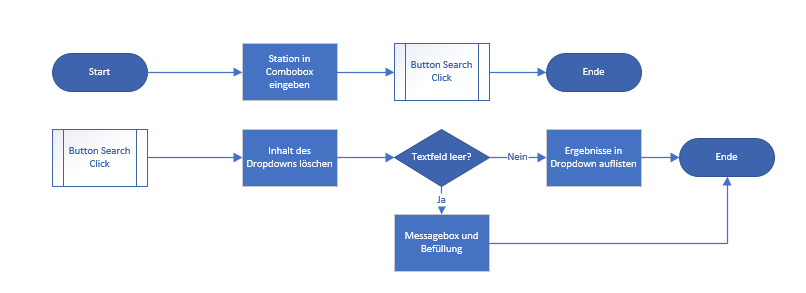 Start
Station in
Combobox
eingeben
Button Search
Click
Ende
Button Search
Click
Inhalt des
Dropdowns löschen
Textfeld leer?
Nein
Ergebnisse in
Dropdown auflisten
Ende
Ja
Messagebox und
Befüllung